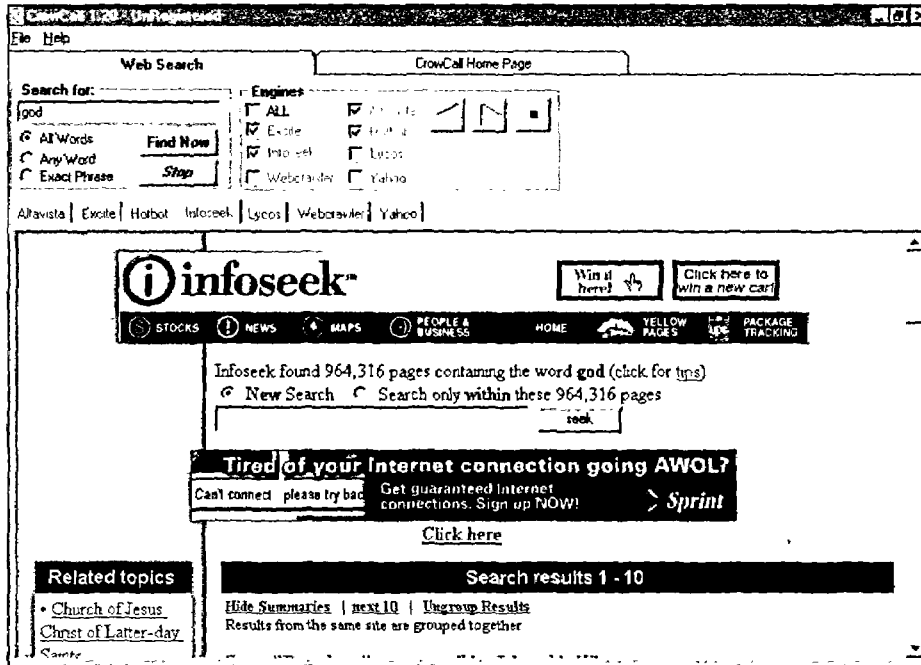 CrowCall 1.20 - UnRegistered
File Help
Web Search CrowCall Home Page
Search for: Engines
god
All Words
Any Word
Exact Phrase
Find Now
Stop
ALL
Excite
Infoseek
Webcrawler
Altavista
Hotbot
Lycos
Yahoo
Altavista Excite Hotbot Infoseek Lycos Webcrawler Yahoo
infoseek™
Win it
here!
Click here to
win a new car!
STOCKS NEWS MAPS PEOPLE & BUSINESS HOME YELLOW PAGES UPS PACKAGE TRACKING
Infoseek found 964,316 pages containing the word god (click for tips)
New Search Search only within these 964,316 pages
seek
Tired of your Internet connection going AWOL?
Can't connect please try bac
Get guaranteed Internet
connections. Sign up NOW!
Sprint
Click here
Related topics
• Church of Jesus
Christ of Latter-day
Saints
Search results 1 - 10
Hide Summaries | next 10 | Ungroup Results
Results from the same site are grouped together